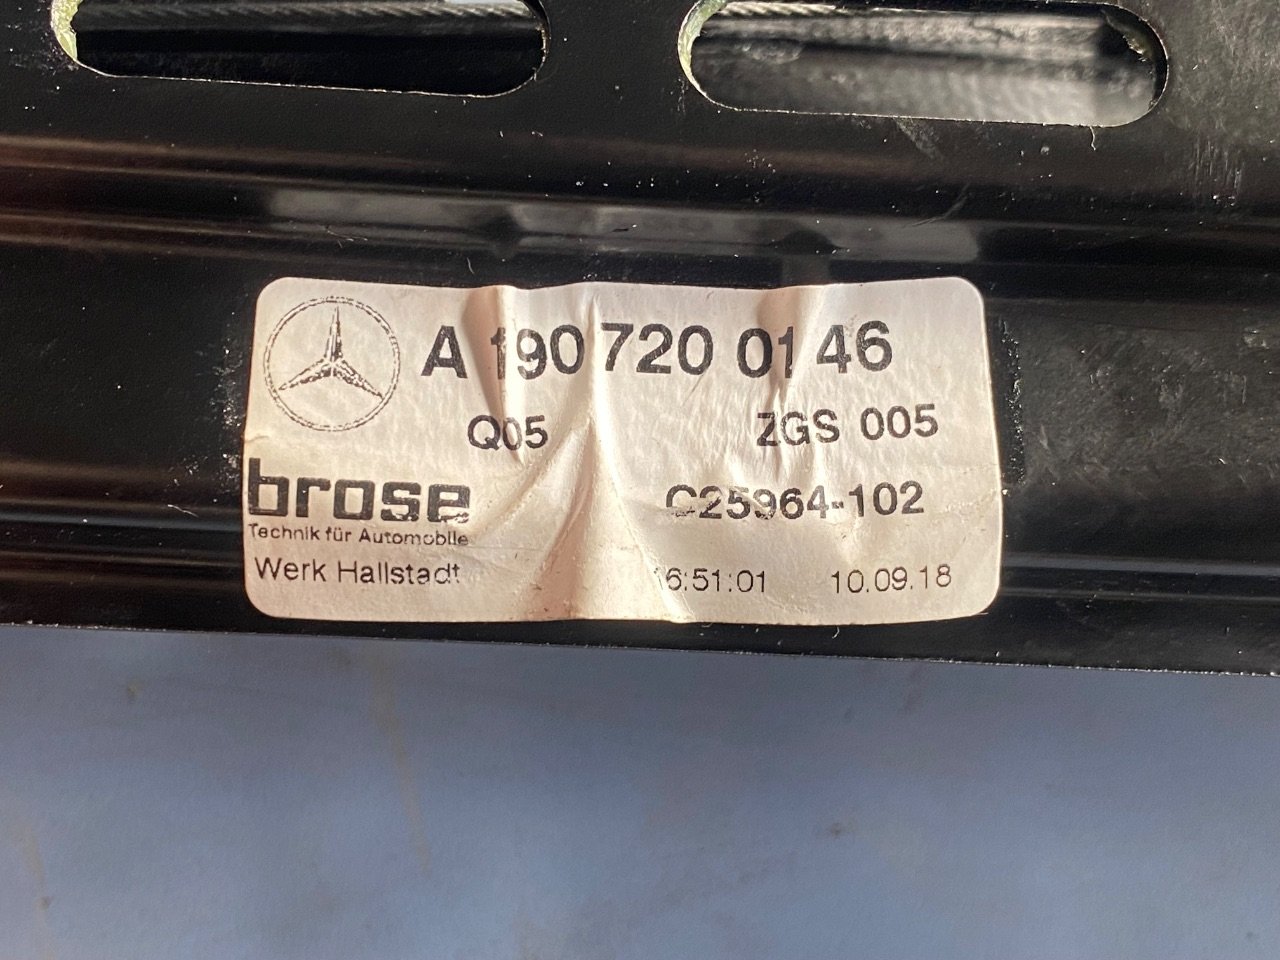 A 190 720 01 46
Q05 ZGS 005
brose C25964-102
Technik für Automobile
Werk Hallstadt 16:51:01 10.09.18